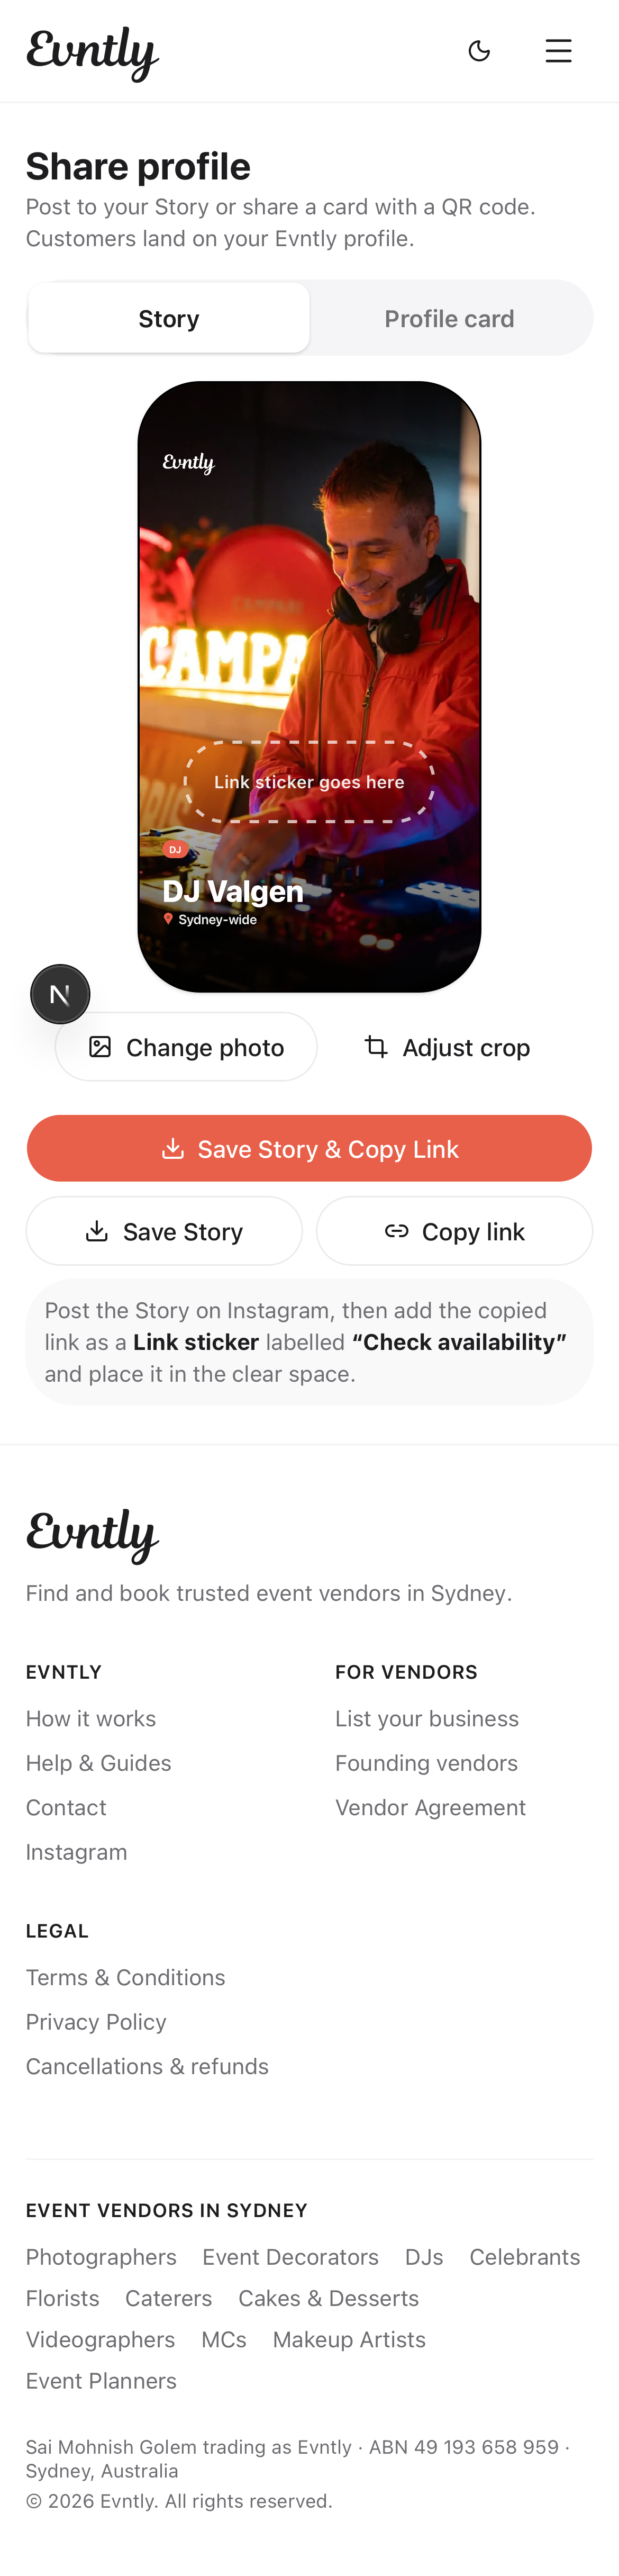 Evntly
Share profile
Post to your Story or share a card with a QR code.
Customers land on your Evntly profile.
Story
Profile card
Evntly
CAMPARI
CAMPA
Link sticker goes here
DJ
DJ Valgen
Sydney-wide
N
Change photo
Adjust crop
Save Story & Copy Link
Save Story
Copy link
Post the Story on Instagram, then add the copied
link as a Link sticker labelled “Check availability”
and place it in the clear space.
Evntly
Find and book trusted event vendors in Sydney.
EVNTLY
How it works
Help & Guides
Contact
Instagram
FOR VENDORS
List your business
Founding vendors
Vendor Agreement
LEGAL
Terms & Conditions
Privacy Policy
Cancellations & refunds
EVENT VENDORS IN SYDNEY
Photographers Event Decorators DJs Celebrants
Florists Caterers Cakes & Desserts
Videographers MCs Makeup Artists
Event Planners
Sai Mohnish Golem trading as Evntly · ABN 49 193 658 959 ·
Sydney, Australia
© 2026 Evntly. All rights reserved.